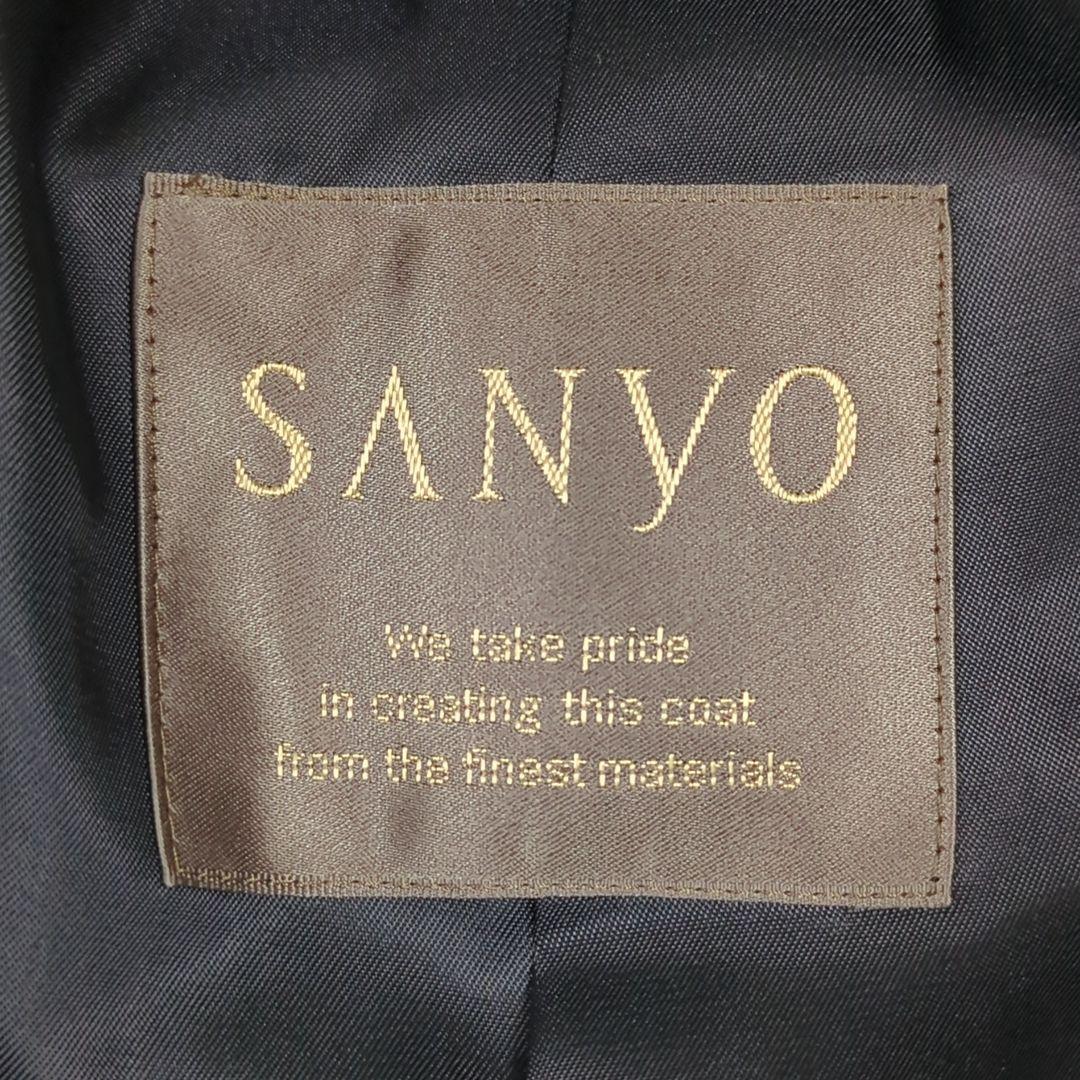 SANYO
We take pride
in creating this coat
from the finest materials